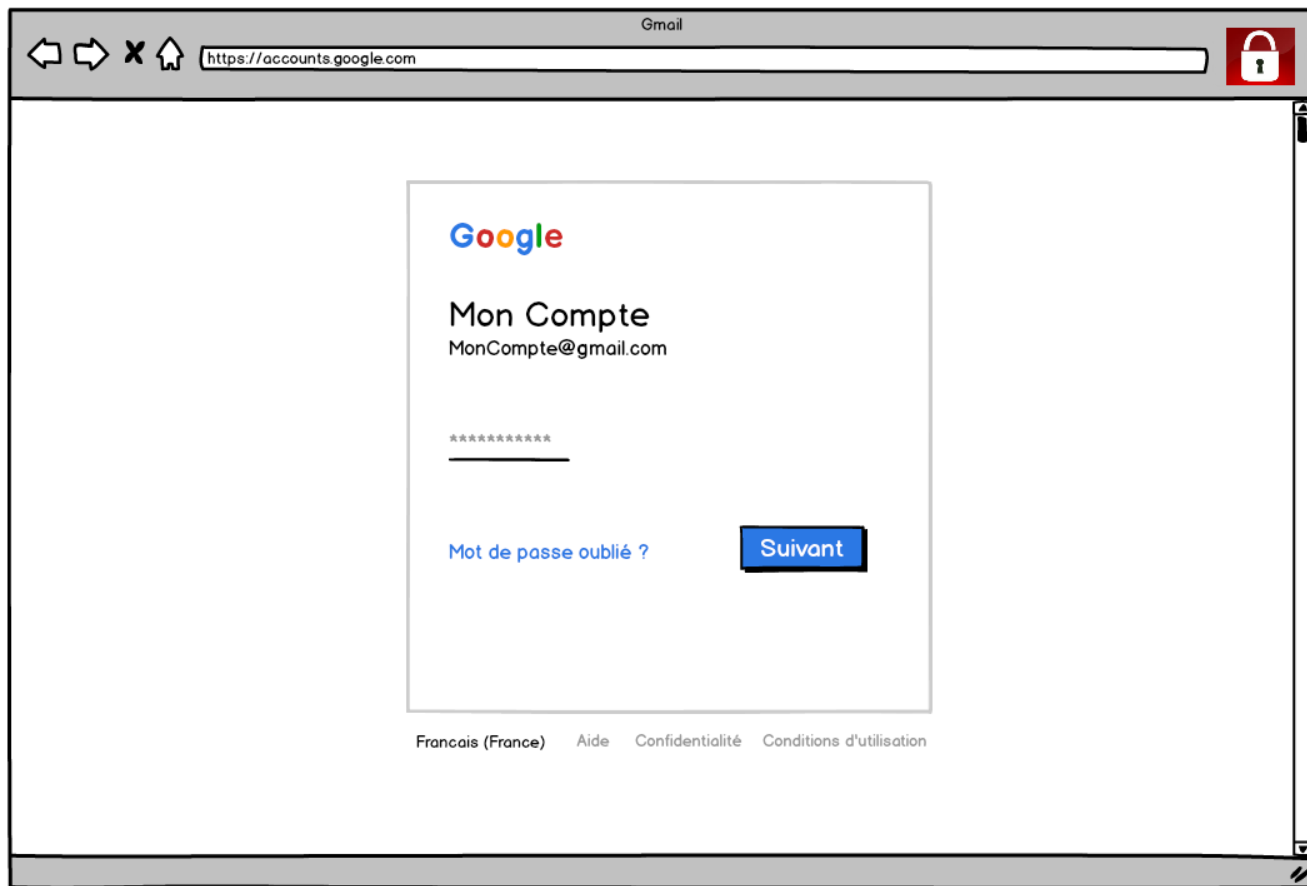 Gmail
https://accounts.google.com
Google
Mon Compte
MonCompte@gmail.com
***********
Mot de passe oublié ?
Suivant
Francais (France) Aide Confidentialité Conditions d'utilisation